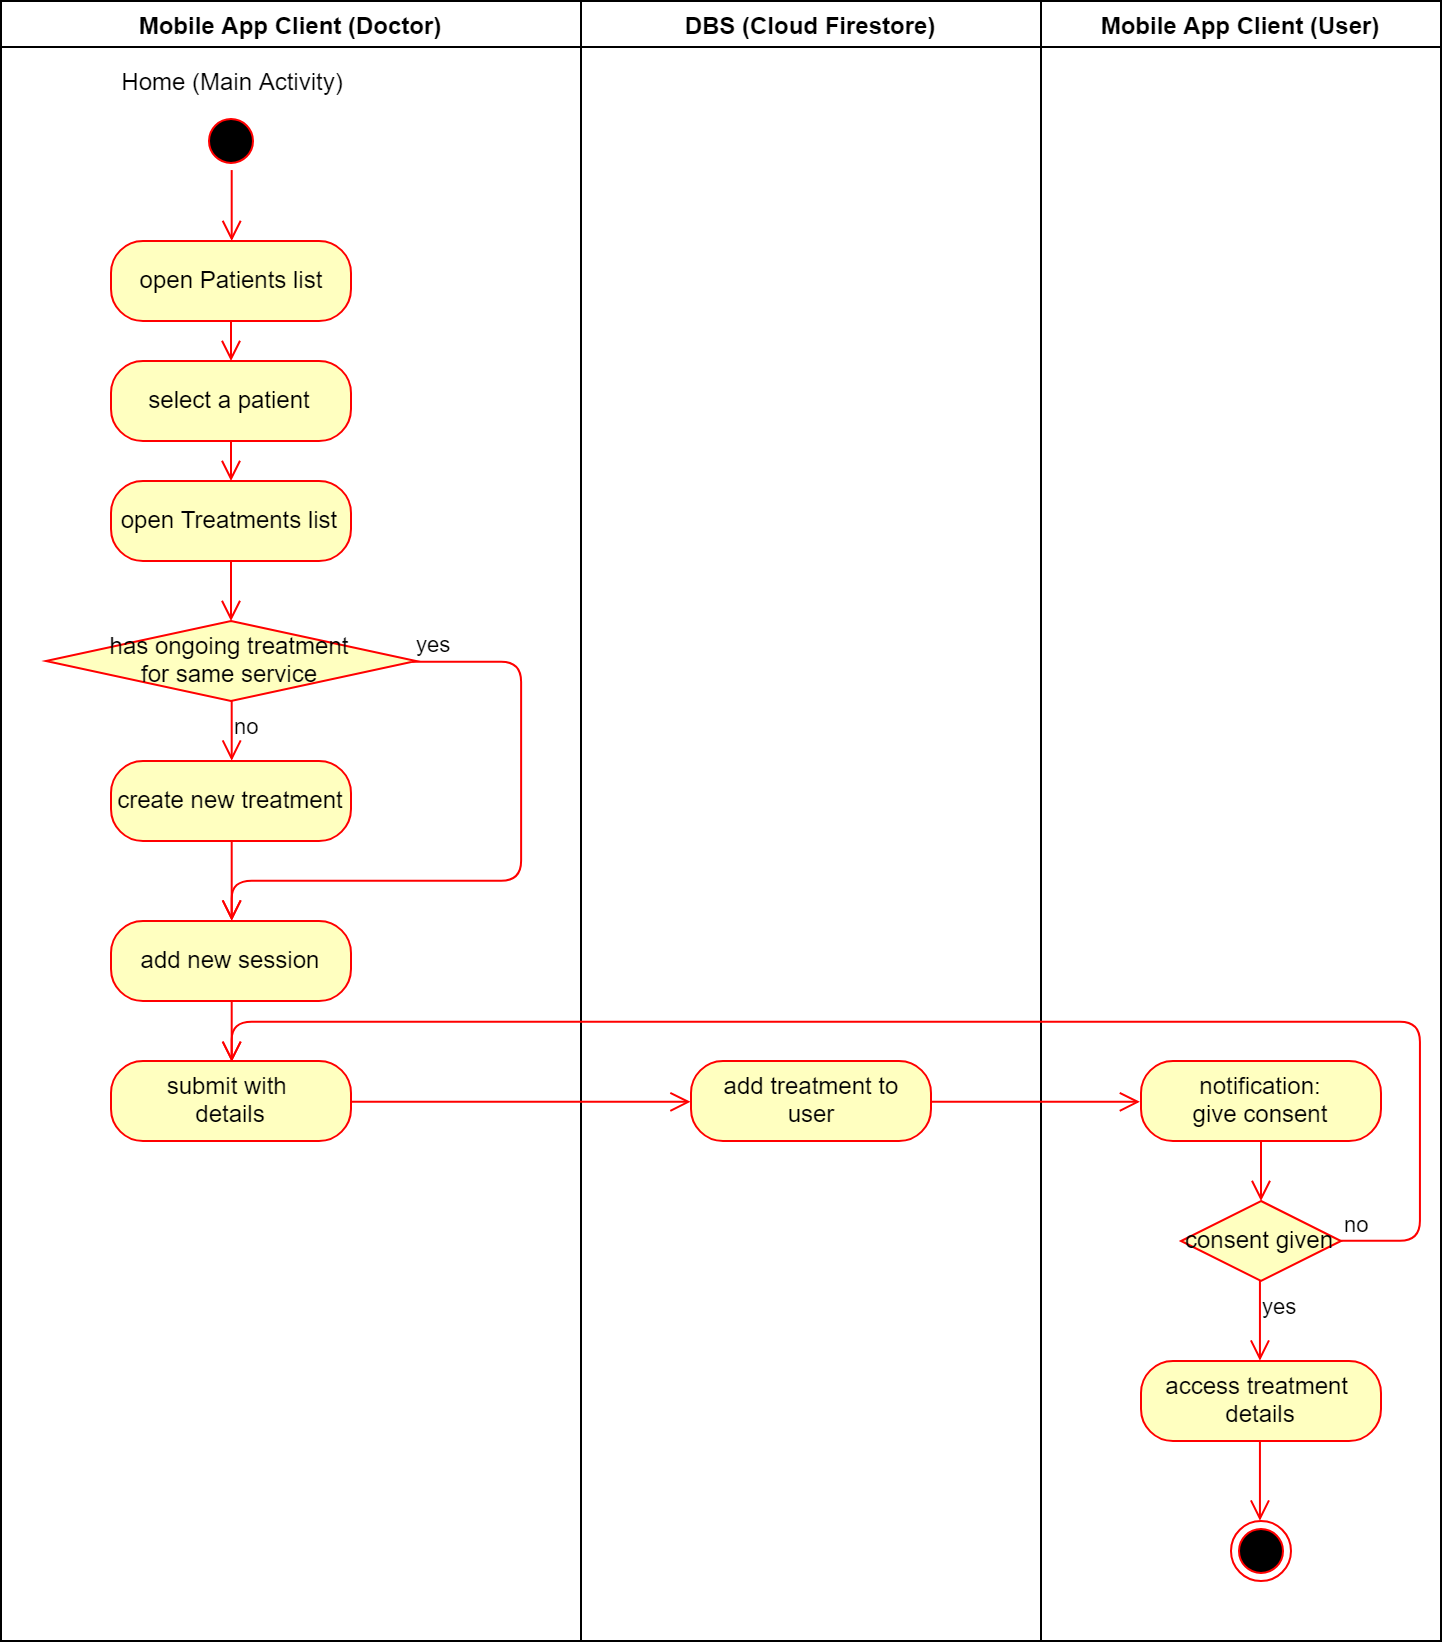 Mobile App Client (Doctor)
DBS (Cloud Firestore)
Mobile App Client (User)
Home (Main Activity)
open Patients list
select a patient
open Treatments list
has ongoing treatment
for same service
yes
no
create new treatment
add new session
submit with
details
add treatment to
user
notification:
give consent
consent given
no
yes
access treatment
details